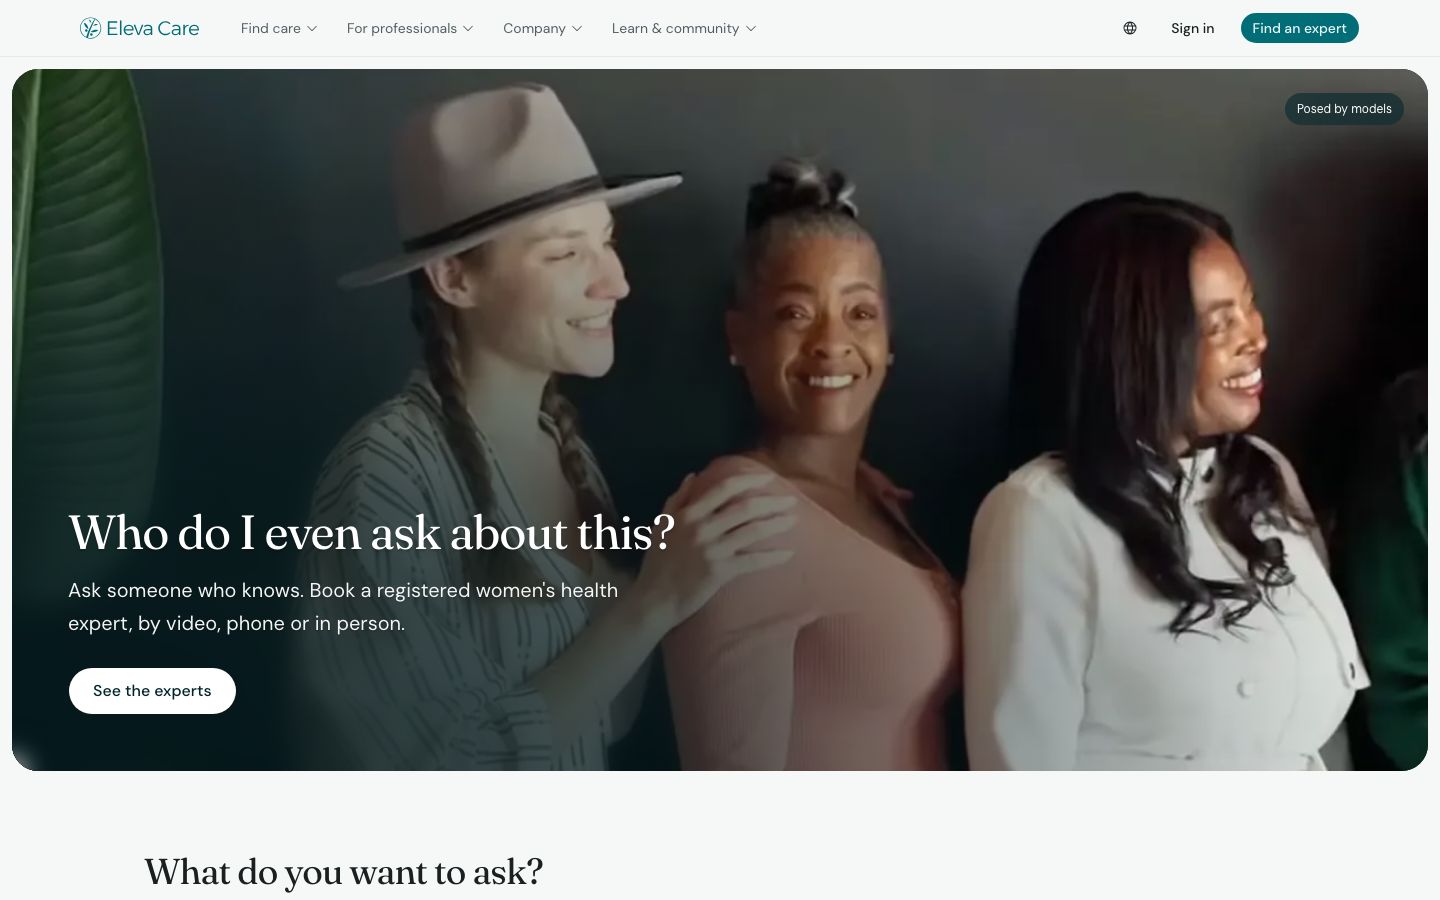 Eleva Care
Find care
For professionals
Company
Learn & community
Sign in
Find an expert
Posed by models
Who do I even ask about this?
Ask someone who knows. Book a registered women's health
expert, by video, phone or in person.
See the experts
What do you want to ask?